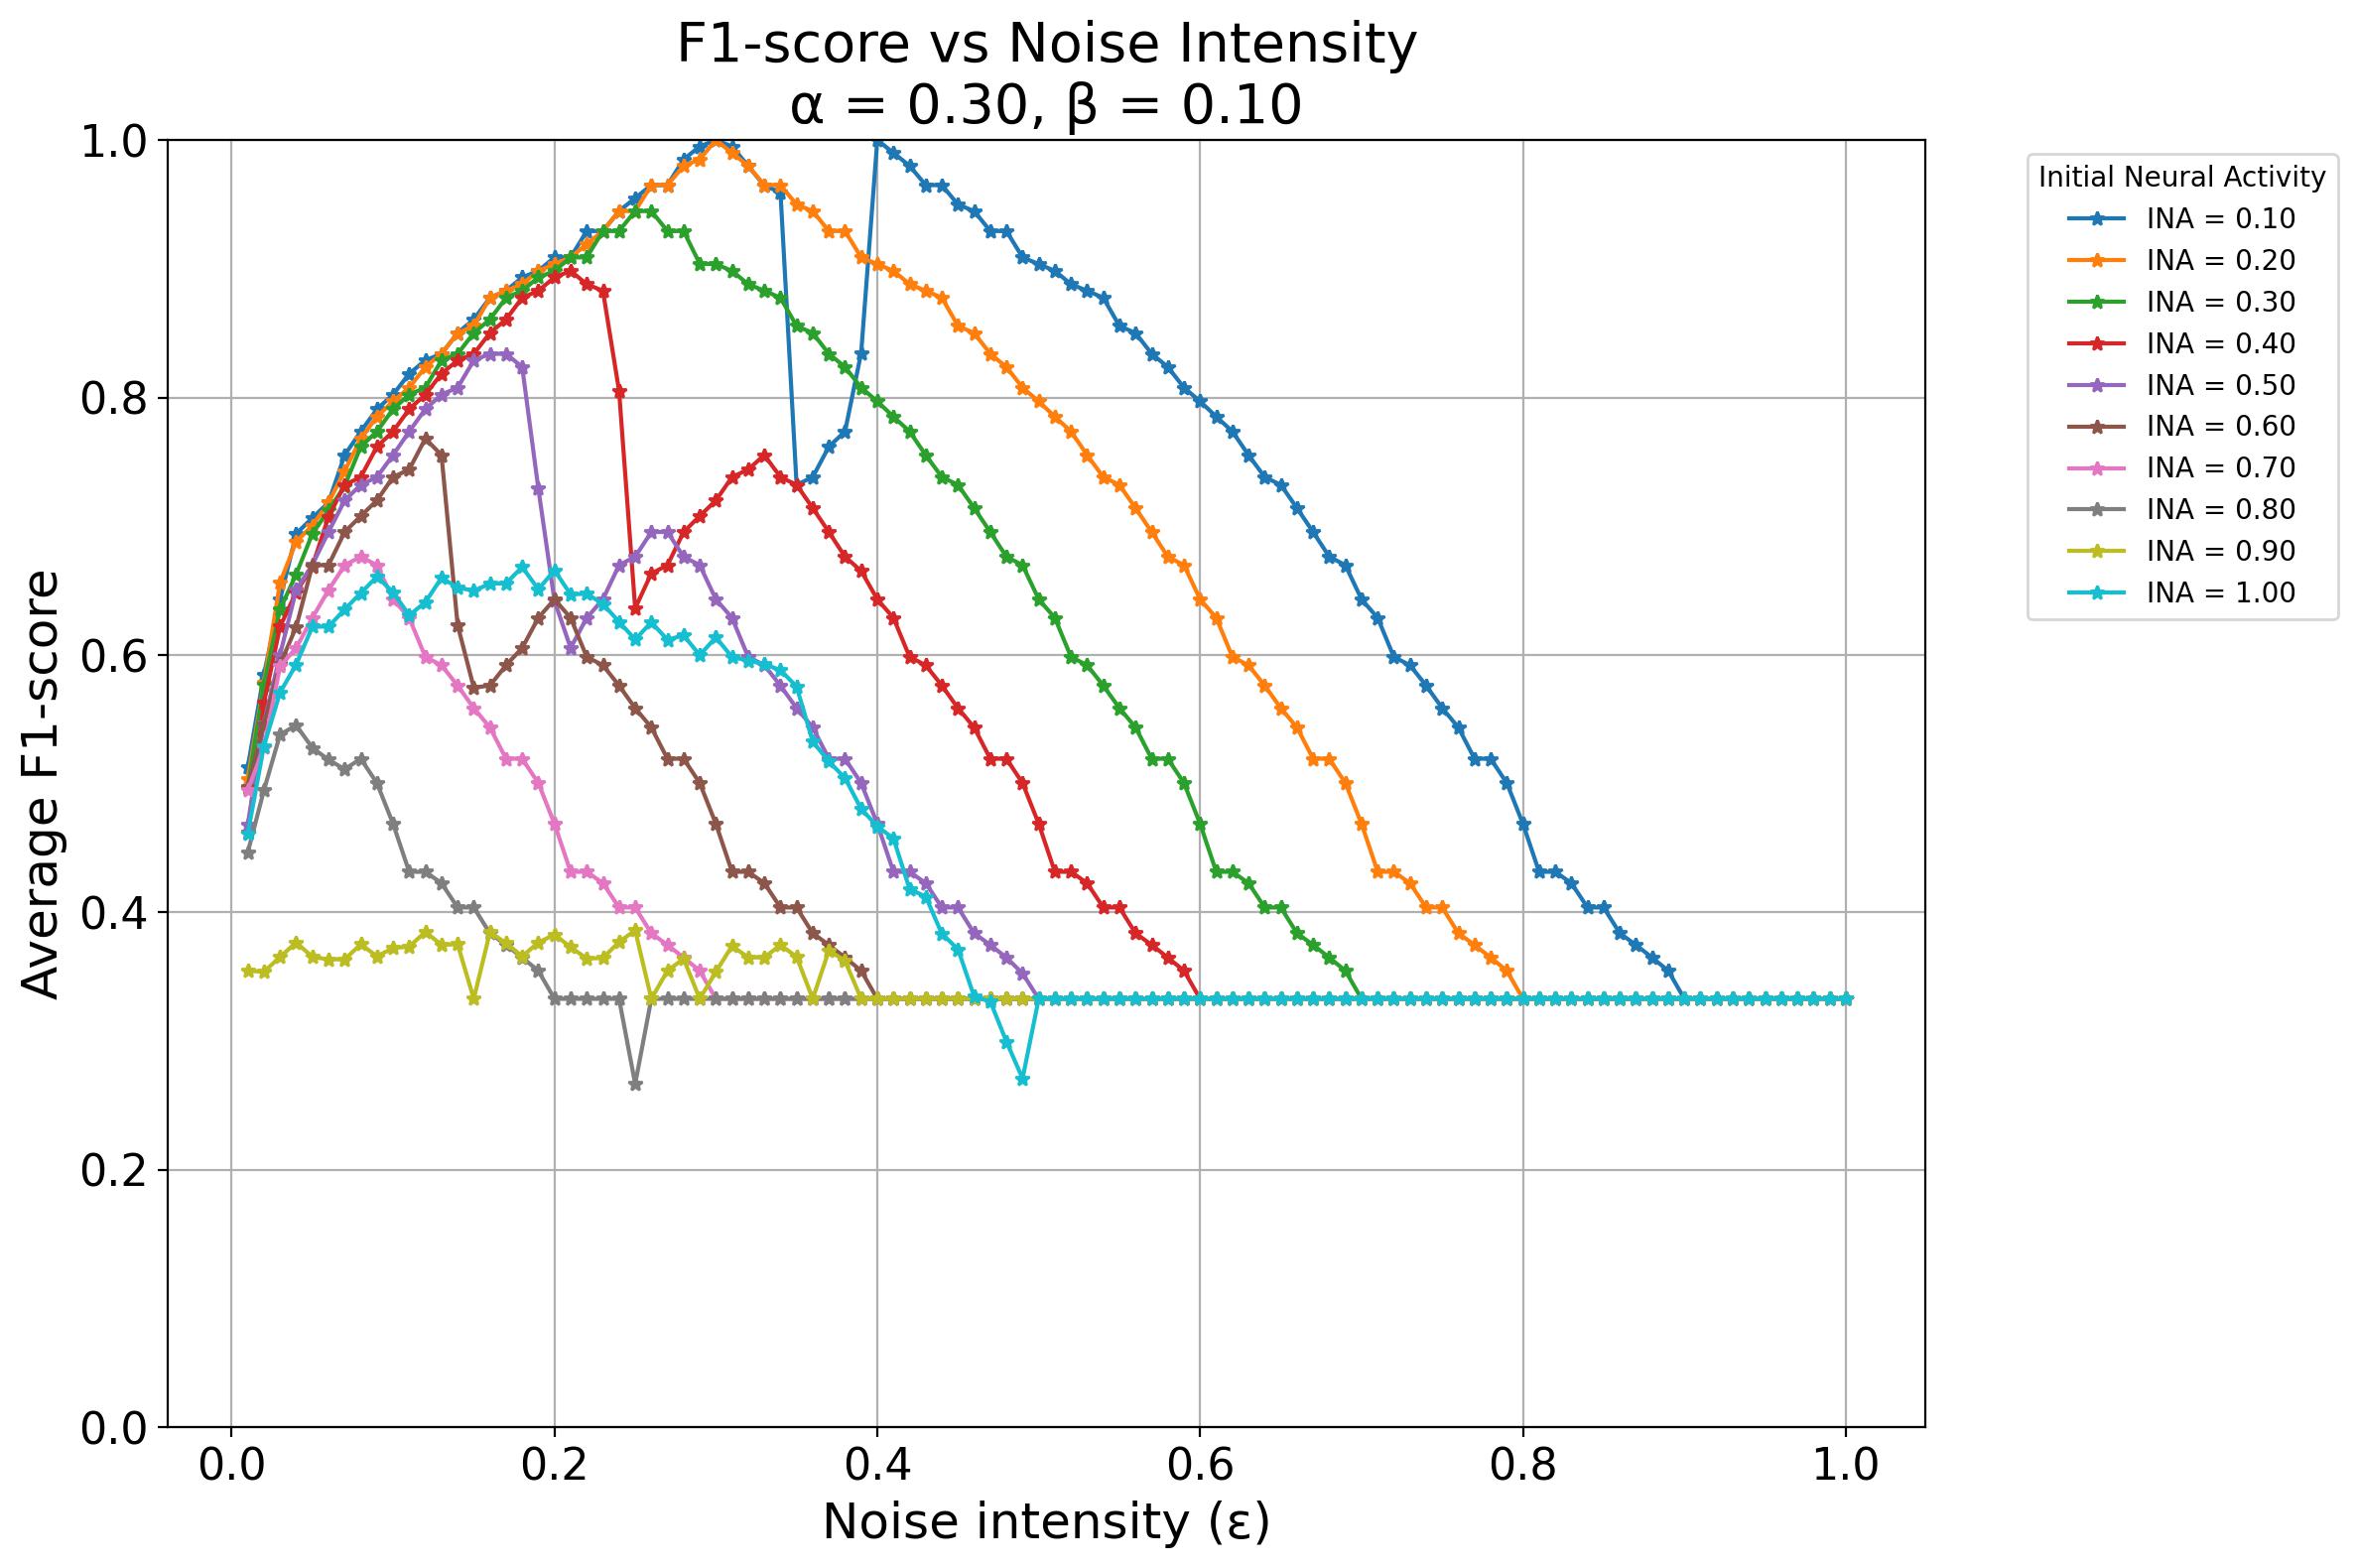 F1-score vs Noise Intensity
α = 0.30, β = 0.10
1.0
0.8
0.6
0.4
0.2
0.0
Average F1-score
0.0 0.2 0.4 0.6 0.8 1.0
Noise intensity (ε)
Initial Neural Activity
INA = 0.10
INA = 0.20
INA = 0.30
INA = 0.40
INA = 0.50
INA = 0.60
INA = 0.70
INA = 0.80
INA = 0.90
INA = 1.00